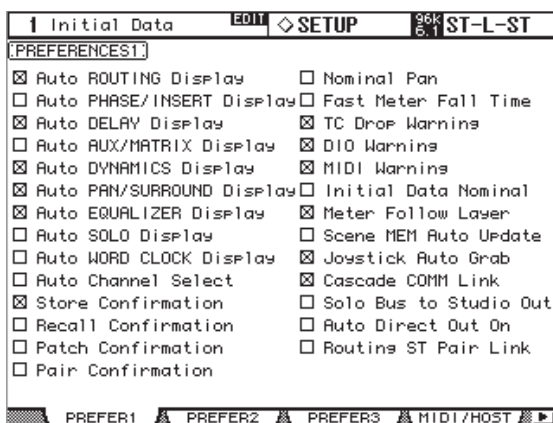 1 Initial Data EDIT ◇SETUP 96k 6.1 ST-L-ST
PREFERENCES1
☒ Auto ROUTING Display ☐ Nominal Pan
☐ Auto PHASE/INSERT Display ☐ Fast Meter Fall Time
☒ Auto DELAY Display ☒ TC Drop Warning
☐ Auto AUX/MATRIX Display ☒ DIO Warning
☒ Auto DYNAMICS Display ☒ MIDI Warning
☒ Auto PAN/SURROUND Display ☐ Initial Data Nominal
☒ Auto EQUALIZER Display ☒ Meter Follow Layer
☐ Auto SOLO Display ☐ Scene MEM Auto Update
☐ Auto WORD CLOCK Display ☒ Joystick Auto Grab
☐ Auto Channel Select ☒ Cascade COMM Link
☒ Store Confirmation ☐ Solo Bus to Studio Out
☐ Recall Confirmation ☐ Auto Direct Out On
☐ Patch Confirmation ☐ Routing ST Pair Link
☐ Pair Confirmation
PREFER1 PREFER2 PREFER3 MIDI/HOST